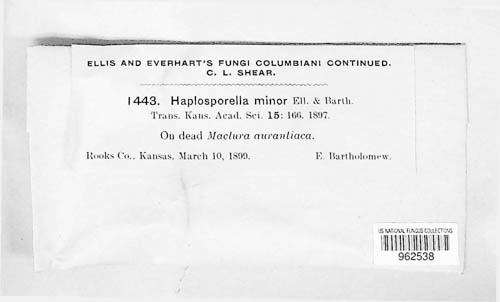 ELLIS AND EVERHART'S FUNGI COLUMBIANI CONTINUED.
C. L. SHEAR.
1443. Haplosporella minor Ell. & Barth.
Trans. Kans. Acad. Sci. 15: 166. 1897.
On dead Maclura aurantiaca.
Rooks Co., Kansas, March 10, 1899. E. Bartholomew.
US NATIONAL FUNGUS COLLECTIONS
962538